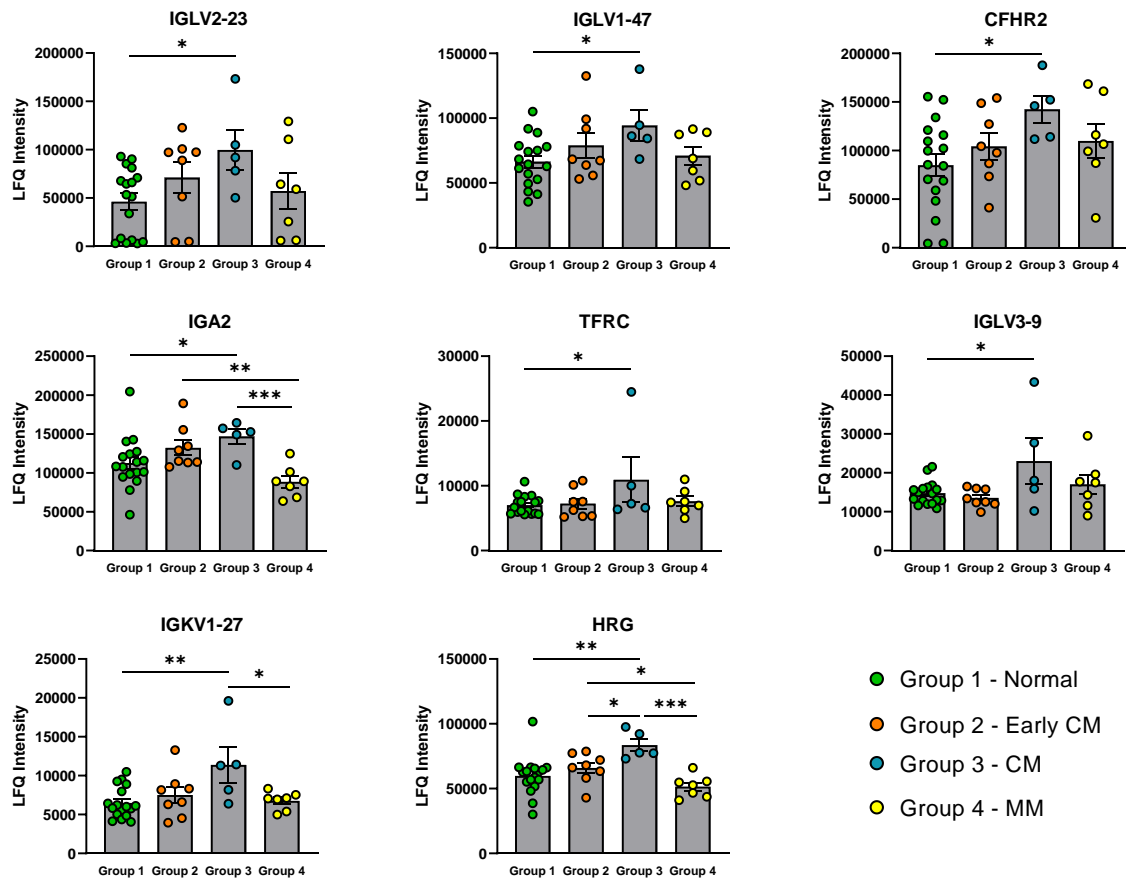 IGLV2-23
*
LFQ Intensity
200000
150000
100000
50000
0
Group 1 Group 2 Group 3 Group 4
IGLV1-47
*
LFQ Intensity
150000
100000
50000
0
Group 1 Group 2 Group 3 Group 4
CFHR2
*
LFQ Intensity
200000
150000
100000
50000
0
Group 1 Group 2 Group 3 Group 4
IGA2
*
**
***
LFQ Intensity
250000
200000
150000
100000
50000
0
Group 1 Group 2 Group 3 Group 4
TFRC
*
LFQ Intensity
30000
20000
10000
0
Group 1 Group 2 Group 3 Group 4
IGLV3-9
*
LFQ Intensity
50000
40000
30000
20000
10000
0
Group 1 Group 2 Group 3 Group 4
IGKV1-27
**
*
LFQ Intensity
25000
20000
15000
10000
5000
0
Group 1 Group 2 Group 3 Group 4
HRG
**
*
* ***
LFQ Intensity
150000
100000
50000
0
Group 1 Group 2 Group 3 Group 4
Group 1 - Normal
Group 2 - Early CM
Group 3 - CM
Group 4 - MM